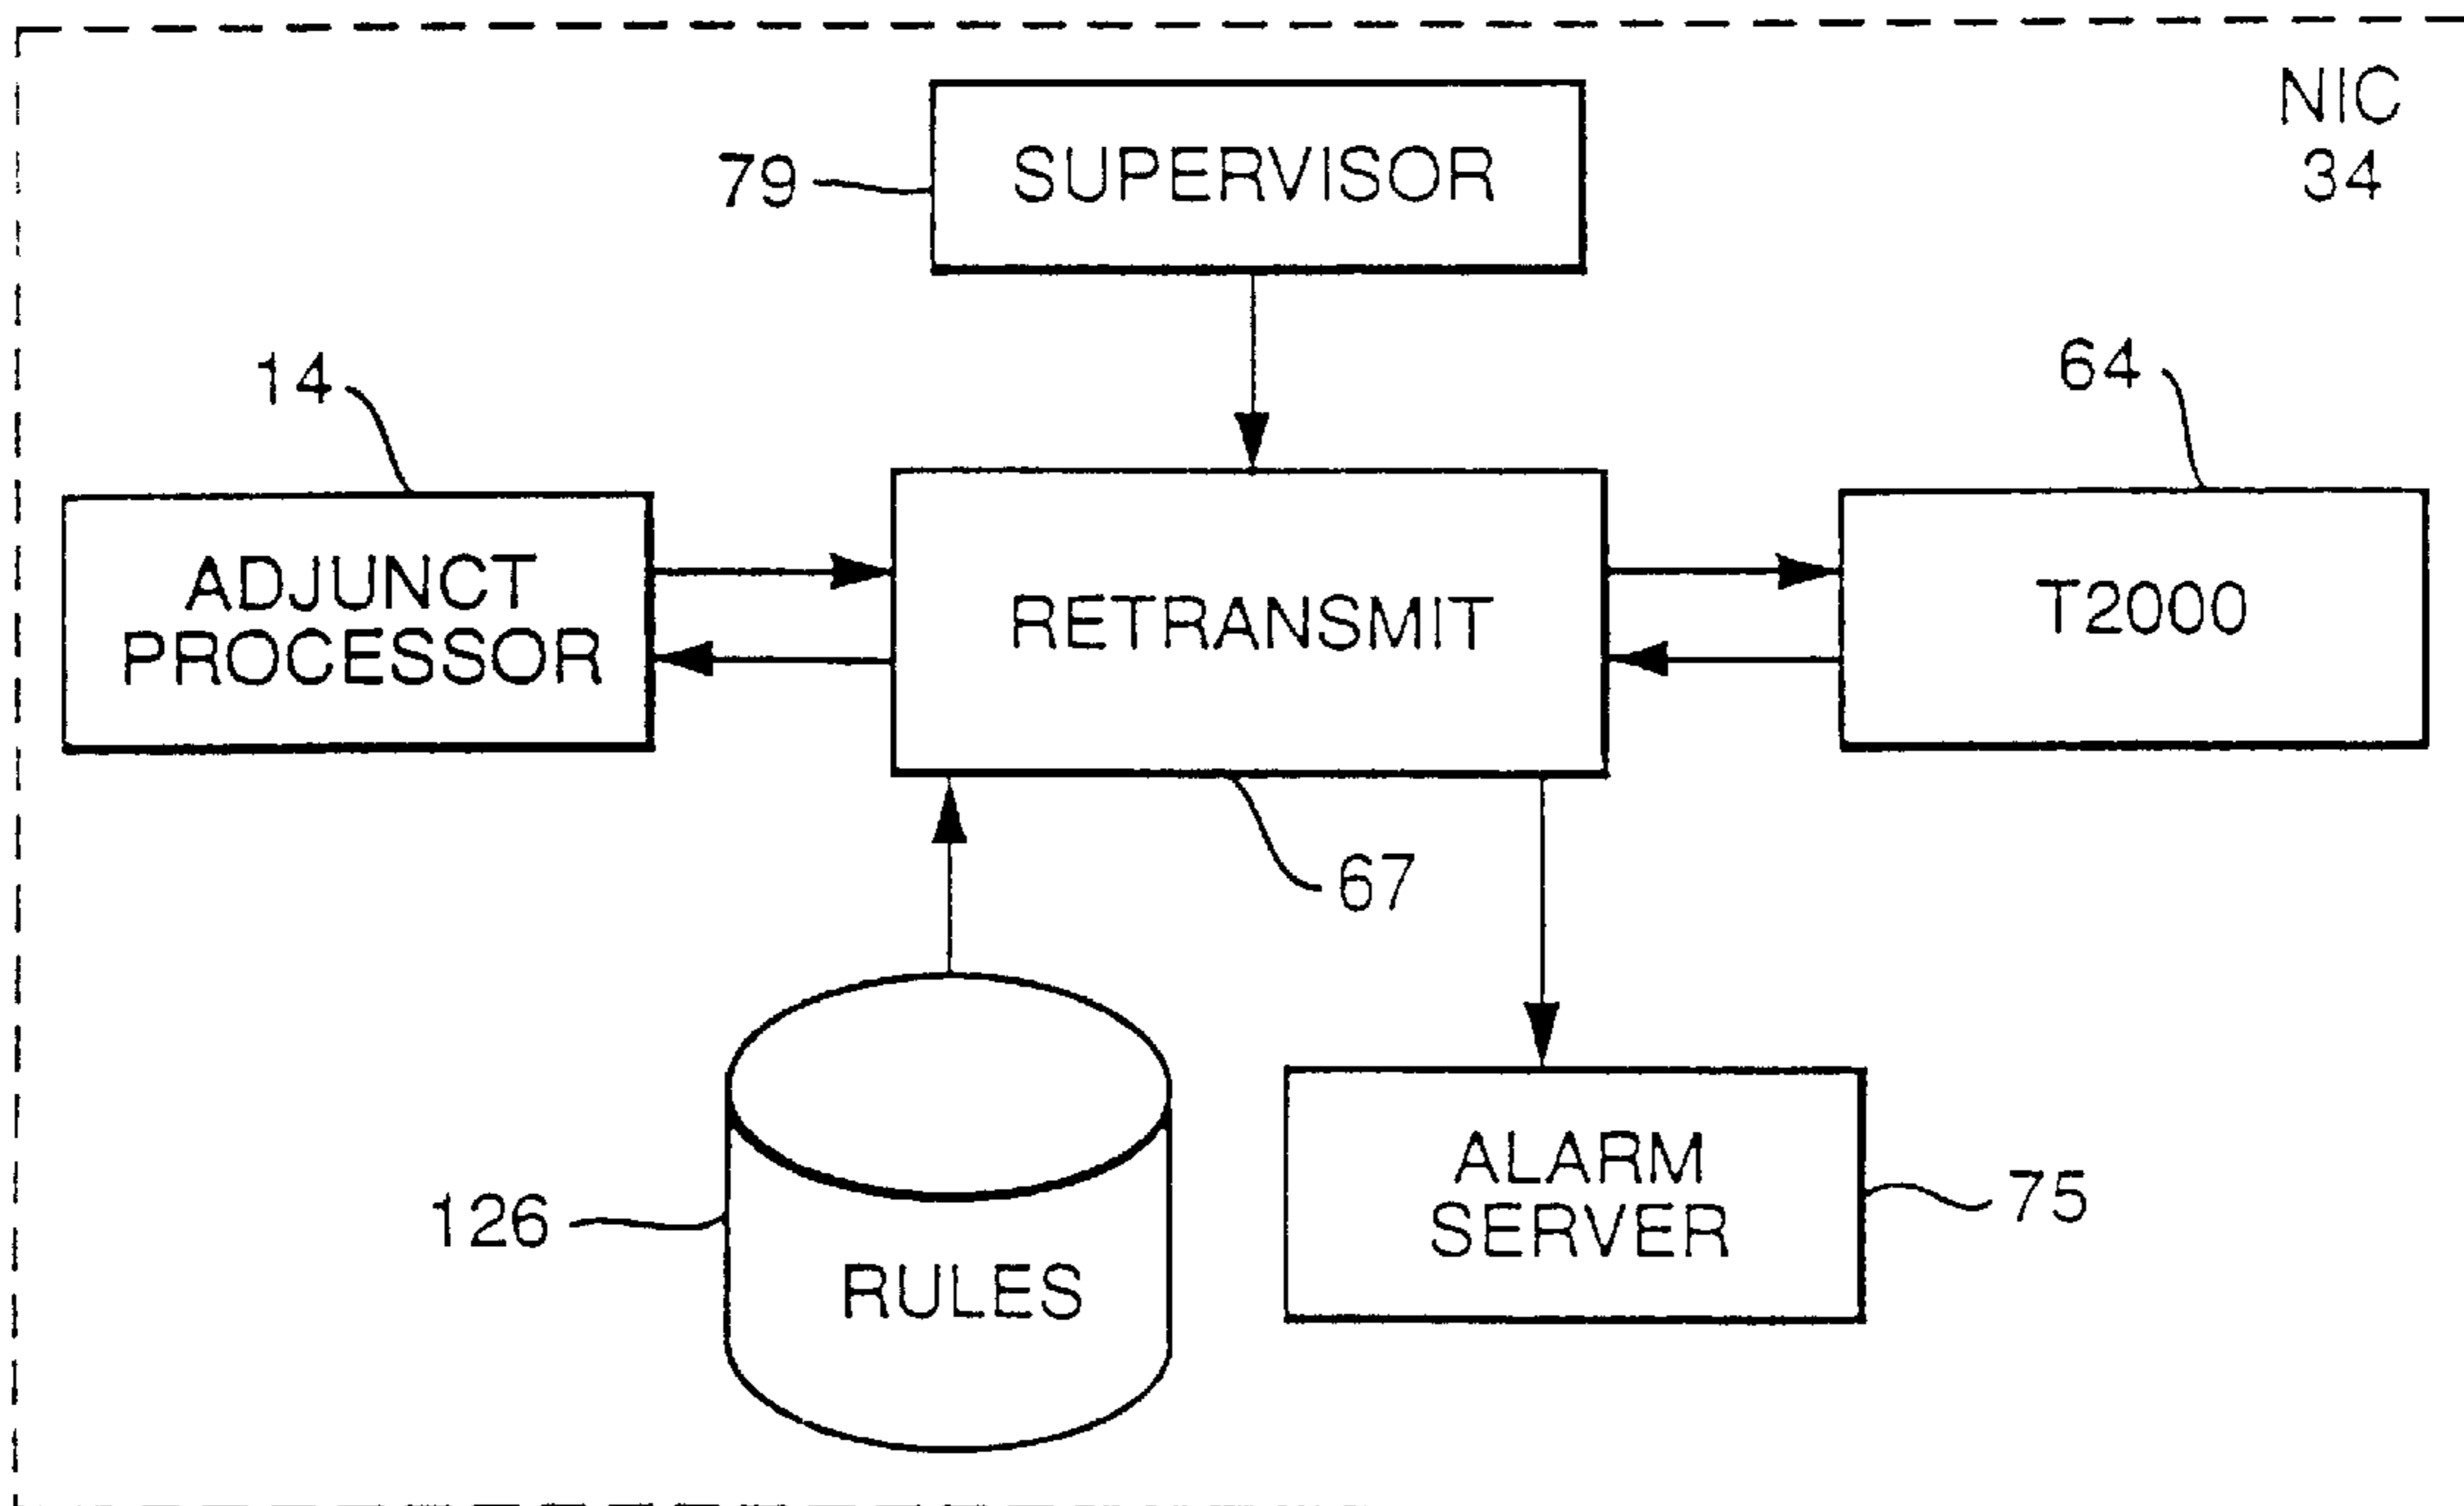 NIC
34
79
SUPERVISOR
14
64
ADJUNCT
PROCESSOR
RETRANSMIT
T2000
67
126
RULES
ALARM
SERVER
75